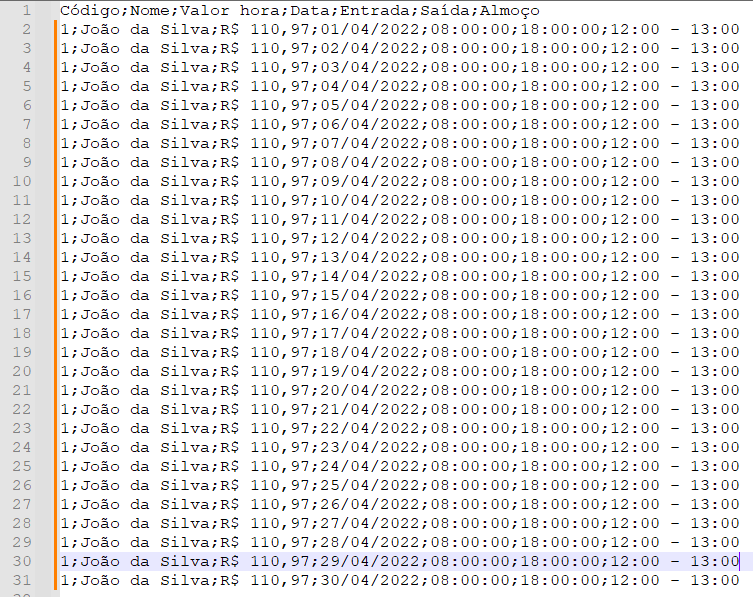 1 Código;Nome;Valor hora;Data;Entrada;Saída;Almoço
2 1;João da Silva;R$ 110,97;01/04/2022;08:00:00;18:00:00;12:00 - 13:00
3 1;João da Silva;R$ 110,97;02/04/2022;08:00:00;18:00:00;12:00 - 13:00
4 1;João da Silva;R$ 110,97;03/04/2022;08:00:00;18:00:00;12:00 - 13:00
5 1;João da Silva;R$ 110,97;04/04/2022;08:00:00;18:00:00;12:00 - 13:00
6 1;João da Silva;R$ 110,97;05/04/2022;08:00:00;18:00:00;12:00 - 13:00
7 1;João da Silva;R$ 110,97;06/04/2022;08:00:00;18:00:00;12:00 - 13:00
8 1;João da Silva;R$ 110,97;07/04/2022;08:00:00;18:00:00;12:00 - 13:00
9 1;João da Silva;R$ 110,97;08/04/2022;08:00:00;18:00:00;12:00 - 13:00
10 1;João da Silva;R$ 110,97;09/04/2022;08:00:00;18:00:00;12:00 - 13:00
11 1;João da Silva;R$ 110,97;10/04/2022;08:00:00;18:00:00;12:00 - 13:00
12 1;João da Silva;R$ 110,97;11/04/2022;08:00:00;18:00:00;12:00 - 13:00
13 1;João da Silva;R$ 110,97;12/04/2022;08:00:00;18:00:00;12:00 - 13:00
14 1;João da Silva;R$ 110,97;13/04/2022;08:00:00;18:00:00;12:00 - 13:00
15 1;João da Silva;R$ 110,97;14/04/2022;08:00:00;18:00:00;12:00 - 13:00
16 1;João da Silva;R$ 110,97;15/04/2022;08:00:00;18:00:00;12:00 - 13:00
17 1;João da Silva;R$ 110,97;16/04/2022;08:00:00;18:00:00;12:00 - 13:00
18 1;João da Silva;R$ 110,97;17/04/2022;08:00:00;18:00:00;12:00 - 13:00
19 1;João da Silva;R$ 110,97;18/04/2022;08:00:00;18:00:00;12:00 - 13:00
20 1;João da Silva;R$ 110,97;19/04/2022;08:00:00;18:00:00;12:00 - 13:00
21 1;João da Silva;R$ 110,97;20/04/2022;08:00:00;18:00:00;12:00 - 13:00
22 1;João da Silva;R$ 110,97;21/04/2022;08:00:00;18:00:00;12:00 - 13:00
23 1;João da Silva;R$ 110,97;22/04/2022;08:00:00;18:00:00;12:00 - 13:00
24 1;João da Silva;R$ 110,97;23/04/2022;08:00:00;18:00:00;12:00 - 13:00
25 1;João da Silva;R$ 110,97;24/04/2022;08:00:00;18:00:00;12:00 - 13:00
26 1;João da Silva;R$ 110,97;25/04/2022;08:00:00;18:00:00;12:00 - 13:00
27 1;João da Silva;R$ 110,97;26/04/2022;08:00:00;18:00:00;12:00 - 13:00
28 1;João da Silva;R$ 110,97;27/04/2022;08:00:00;18:00:00;12:00 - 13:00
29 1;João da Silva;R$ 110,97;28/04/2022;08:00:00;18:00:00;12:00 - 13:00
30 1;João da Silva;R$ 110,97;29/04/2022;08:00:00;18:00:00;12:00 - 13:00
31 1;João da Silva;R$ 110,97;30/04/2022;08:00:00;18:00:00;12:00 - 13:00